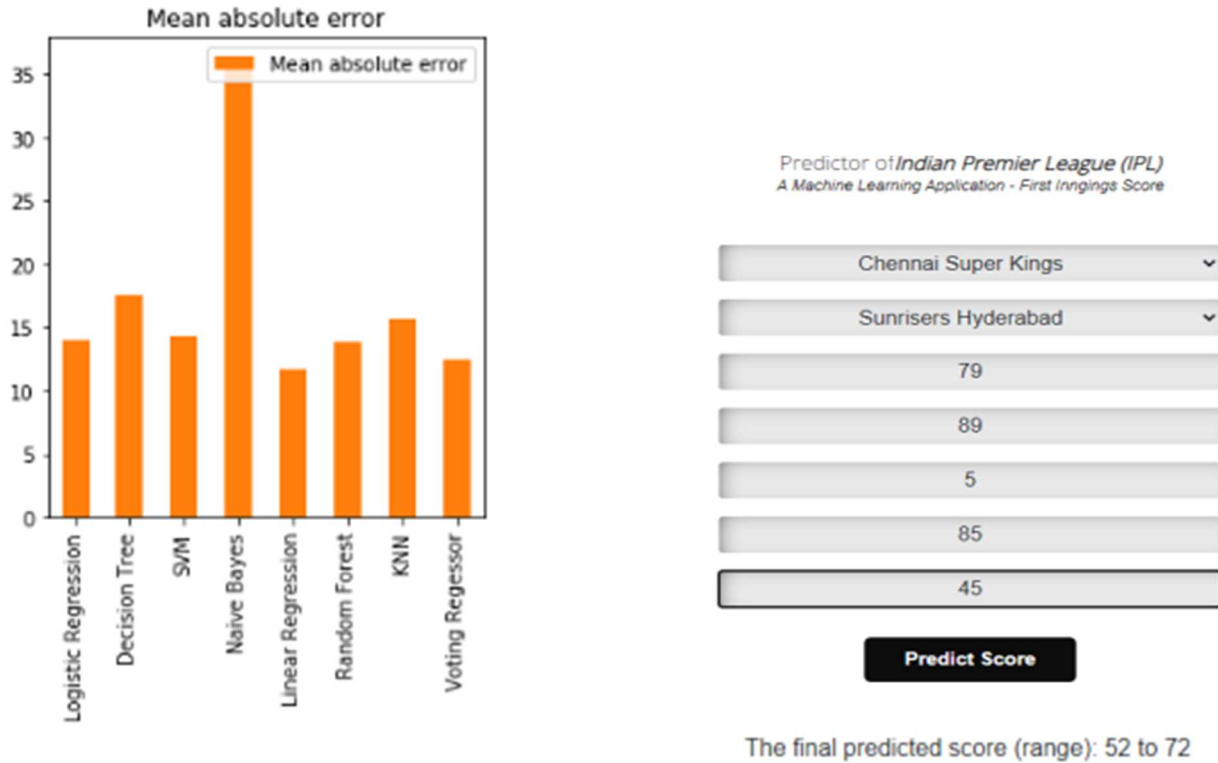 Mean absolute error
Mean absolute error
35
30
25
20
15
10
5
0
Logistic Regression
Decision Tree
SVM
Naive Bayes
Linear Regression
Random Forest
KNN
Voting Regessor
Predictor of Indian Premier League (IPL)
A Machine Learning Application - First Inngings Score
Chennai Super Kings
Sunrisers Hyderabad
79
89
5
85
45
Predict Score
The final predicted score (range): 52 to 72